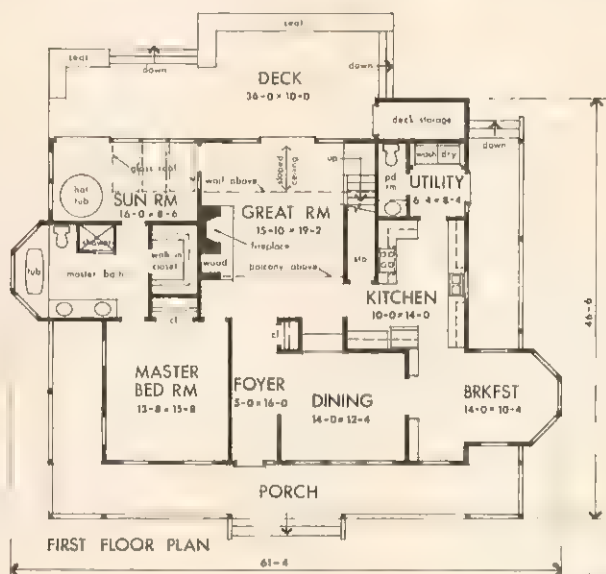 seat
seat
down
down
DECK
36-0 x 10-0
deck storage
down
glass roof
hot
tub
SUN RM
16-0 x 8-6
sloped
ceiling
wall above
up
GREAT RM
15-10 x 19-2
fireplace
balcony above
wood
pd
rm
wash dry
UTILITY
6-4 x 8-4
shower
tub
master bath
walk in
closet
cl
sto
KITCHEN
10-0 x 14-0
MASTER
BED RM
13-8 x 15-8
FOYER
5-0 x 16-0
cl
DINING
14-0 x 12-4
BRKFST
14-0 x 10-4
PORCH
FIRST FLOOR PLAN
61-4
46-6